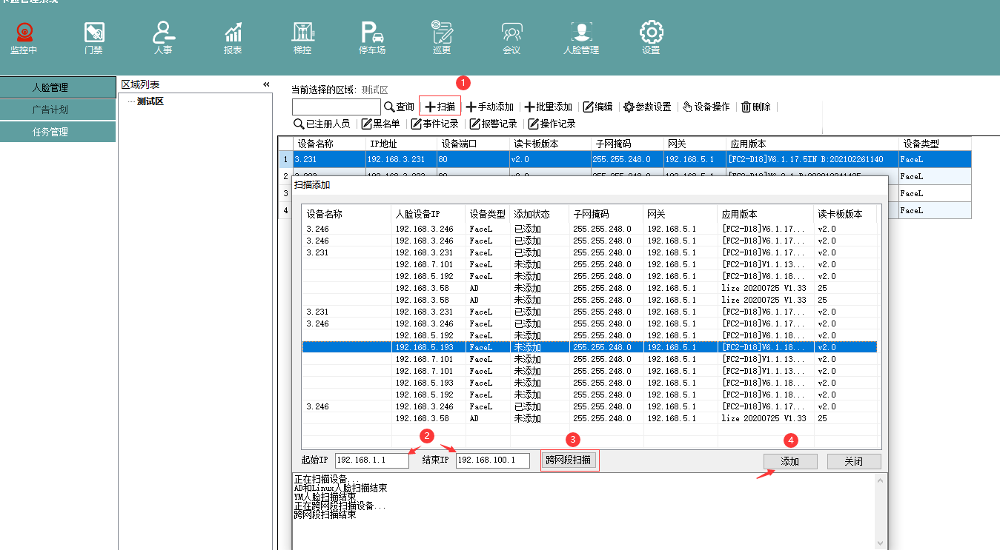 监控中 门禁 人事 报表 梯控 停车场 巡更 会议 人脸管理 设置
人脸管理
广告计划
任务管理
区域列表 «
测试区
1
当前选择的区域: 测试区
查询 扫描 手动添加 批量添加 编辑 参数设置 设备操作 删除
已注册人员 黑名单 事件记录 报警记录 操作记录
设备名称 IP地址 设备端口 读卡板版本 子网掩码 网关 应用版本 设备类型
1 3.231 192.168.3.231 80 v2.0 255.255.248.0 192.168.5.1 [FC2-D18]V6.1.17.5IN B:202102261140 FaceL
2 FaceL
3 FaceL
4 FaceL
扫描添加
设备名称 人脸设备IP 设备类型 添加状态 子网掩码 网关 应用版本 读卡板版本
3.246 192.168.3.246 FaceL 已添加 255.255.248.0 192.168.5.1 [FC2-D18]V6.1.17... v2.0
3.246 192.168.3.246 FaceL 已添加 255.255.248.0 192.168.5.1 [FC2-D18]V6.1.17... v2.0
3.231 192.168.3.231 FaceL 已添加 255.255.248.0 192.168.5.1 [FC2-D18]V6.1.17... v2.0
192.168.7.101 FaceL 未添加 255.255.248.0 192.168.5.1 [FC2-D18]V1.1.13... v2.0
192.168.5.192 FaceL 未添加 255.255.248.0 192.168.5.1 [FC2-D18]V6.1.18... v2.0
192.168.3.58 AD 未添加 255.255.248.0 192.168.5.1 lize 20200725 V1.33 25
192.168.3.58 AD 未添加 255.255.248.0 192.168.5.1 lize 20200725 V1.33 25
3.231 192.168.3.231 FaceL 已添加 255.255.248.0 192.168.5.1 [FC2-D18]V6.1.17... v2.0
3.246 192.168.3.246 FaceL 已添加 255.255.248.0 192.168.5.1 [FC2-D18]V6.1.17... v2.0
192.168.5.192 FaceL 未添加 255.255.248.0 192.168.5.1 [FC2-D18]V6.1.18... v2.0
192.168.5.193 FaceL 未添加 255.255.248.0 192.168.5.1 [FC2-D18]V6.1.18... v2.0
192.168.7.101 FaceL 未添加 255.255.248.0 192.168.5.1 [FC2-D18]V1.1.13... v2.0
192.168.7.101 FaceL 未添加 255.255.248.0 192.168.5.1 [FC2-D18]V1.1.13... v2.0
192.168.5.193 FaceL 未添加 255.255.248.0 192.168.5.1 [FC2-D18]V6.1.18... v2.0
192.168.5.192 FaceL 未添加 255.255.248.0 192.168.5.1 [FC2-D18]V6.1.18... v2.0
3.246 192.168.3.246 FaceL 已添加 255.255.248.0 192.168.5.1 [FC2-D18]V6.1.17... v2.0
192.168.3.58 AD 未添加 255.255.248.0 192.168.5.1 lize 20200725 V1.33 25
2 3 4
起始IP 192.168.1.1 结束IP 192.168.100.1 跨网段扫描 添加 关闭
正在扫描设备...
AD和Linux人脸扫描结束
YM人脸扫描结束
正在跨网段扫描设备...
跨网段扫描结束